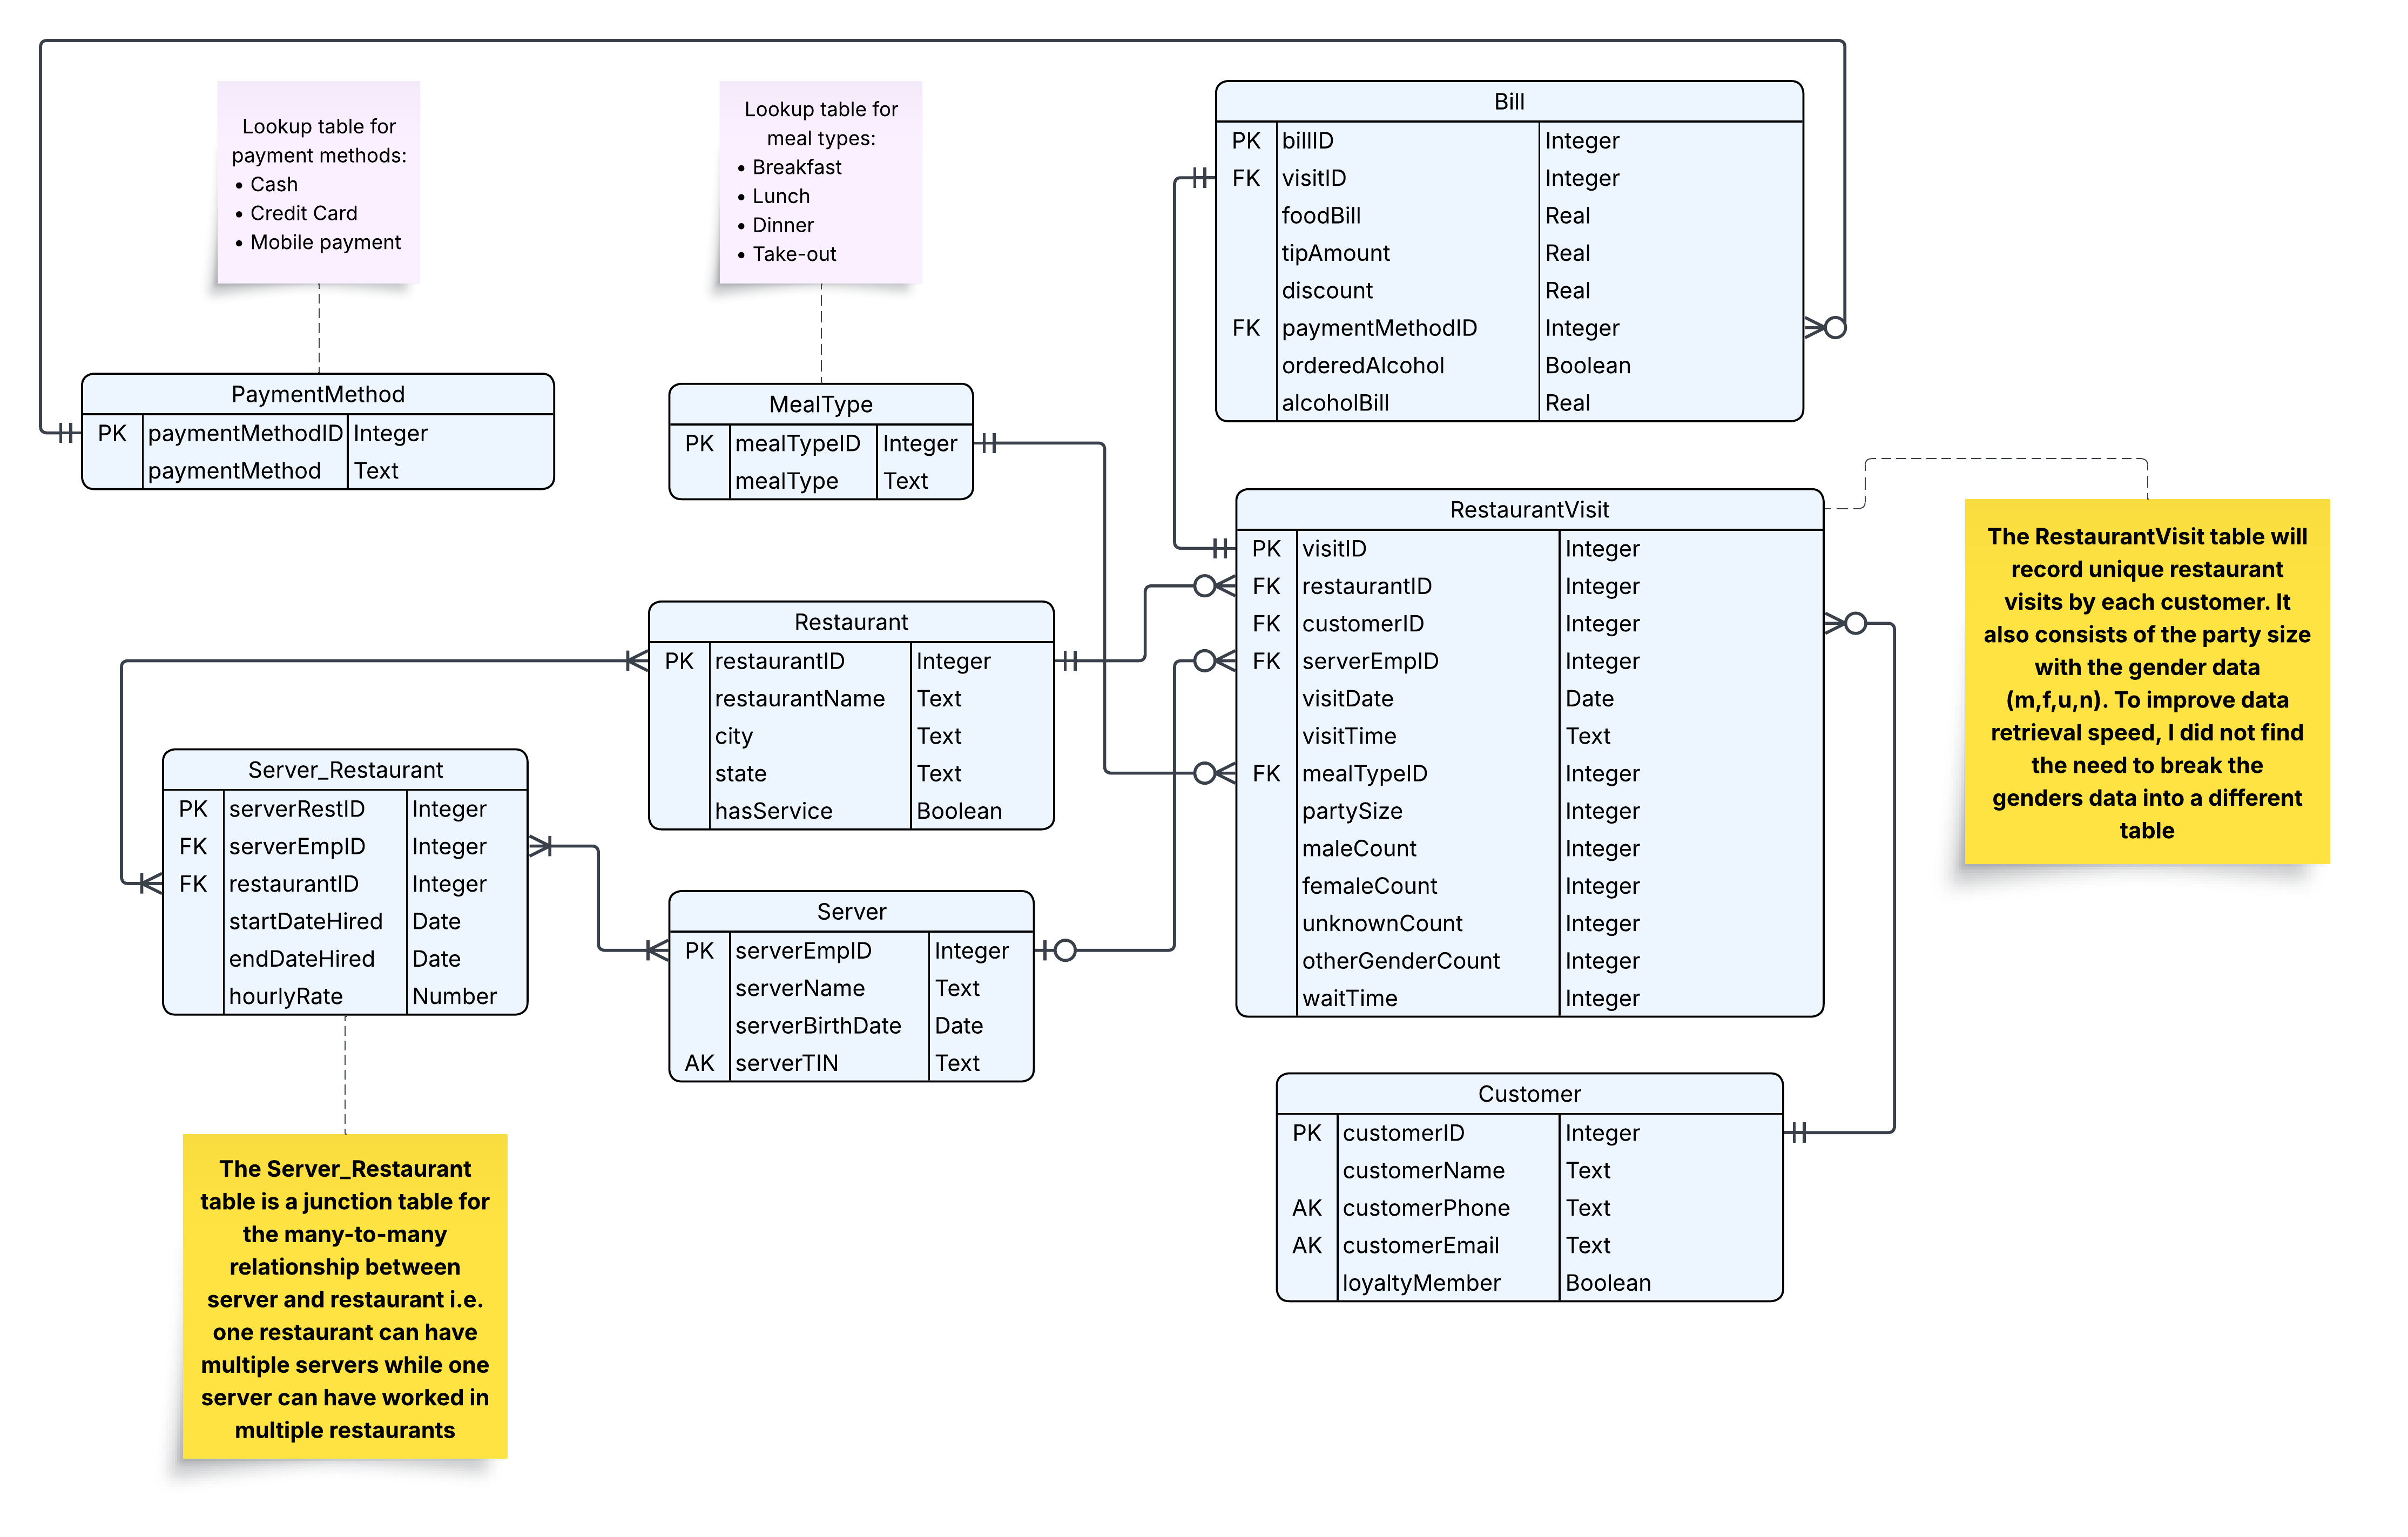 Lookup table for
payment methods:
• Cash
• Credit Card
• Mobile payment
Lookup table for
meal types:
• Breakfast
• Lunch
• Dinner
• Take-out
Bill
PK billID Integer
FK visitID Integer
foodBill Real
tipAmount Real
discount Real
FK paymentMethodID Integer
orderedAlcohol Boolean
alcoholBill Real
PaymentMethod
PK paymentMethodID Integer
paymentMethod Text
MealType
PK mealTypeID Integer
mealType Text
RestaurantVisit
PK visitID Integer
FK restaurantID Integer
FK customerID Integer
FK serverEmpID Integer
visitDate Date
visitTime Text
FK mealTypeID Integer
partySize Integer
maleCount Integer
femaleCount Integer
unknownCount Integer
otherGenderCount Integer
waitTime Integer
The RestaurantVisit table will
record unique restaurant
visits by each customer. It
also consists of the party size
with the gender data
(m,f,u,n). To improve data
retrieval speed, I did not find
the need to break the
genders data into a different
table
Restaurant
PK restaurantID Integer
restaurantName Text
city Text
state Text
hasService Boolean
Server_Restaurant
PK serverRestID Integer
FK serverEmpID Integer
FK restaurantID Integer
startDateHired Date
endDateHired Date
hourlyRate Number
Server
PK serverEmpID Integer
serverName Text
serverBirthDate Date
AK serverTIN Text
Customer
PK customerID Integer
customerName Text
AK customerPhone Text
AK customerEmail Text
loyaltyMember Boolean
The Server_Restaurant
table is a junction table for
the many-to-many
relationship between
server and restaurant i.e.
one restaurant can have
multiple servers while one
server can have worked in
multiple restaurants